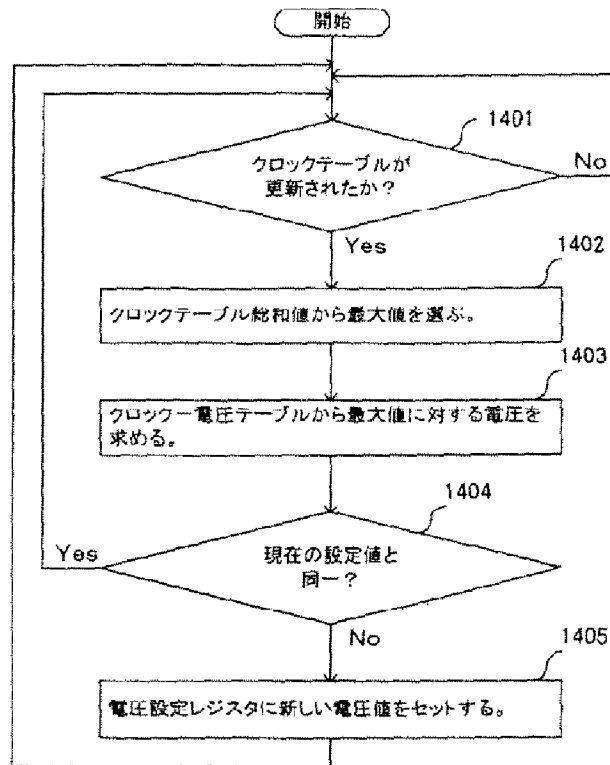 開始
1401
クロックテーブルが
更新されたか？
No
Yes
1402
クロックテーブル総和値から最大値を選ぶ。
1403
クロックー電圧テーブルから最大値に対する電圧を
求める。
1404
Yes
現在の設定値と
同一？
No
1405
電圧設定レジスタに新しい電圧値をセットする。